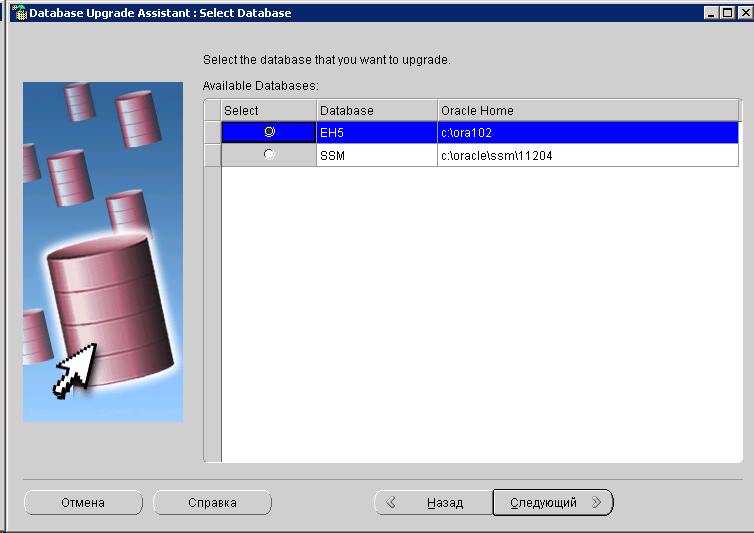 Database Upgrade Assistant : Select Database
Select the database that you want to upgrade.
Available Databases:
Select Database Oracle Home
EH5 c:\ora102
SSM c:\oracle\ssm\11204
Отмена Справка Назад Следующий